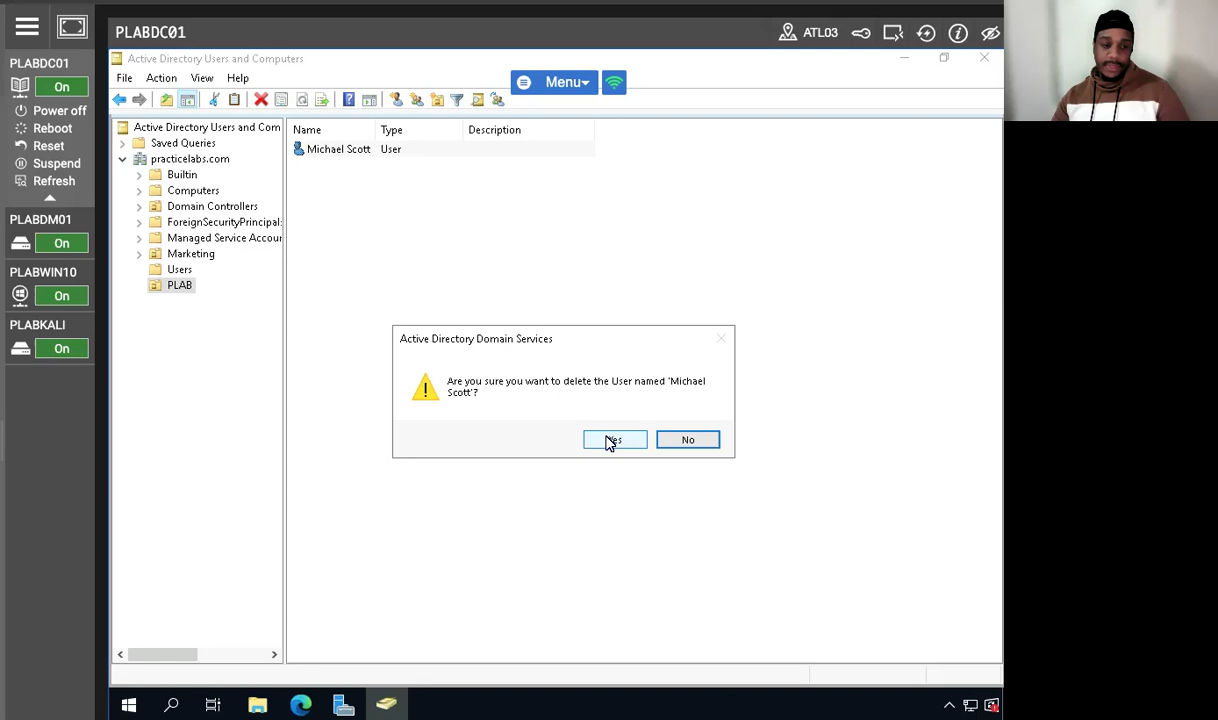 PLABDC01
ATL03
PLABDC01
On
Power off
Reboot
Reset
Suspend
Refresh
PLABDM01
On
PLABWIN10
On
PLABKALI
On
Active Directory Users and Computers
File Action View Help
Menu
Active Directory Users and Com
Saved Queries
practicelabs.com
Builtin
Computers
Domain Controllers
ForeignSecurityPrincipal:
Managed Service Accour
Marketing
Users
PLAB
Name Type Description
Michael Scott User
Active Directory Domain Services
Are you sure you want to delete the User named 'Michael
Scott'?
No